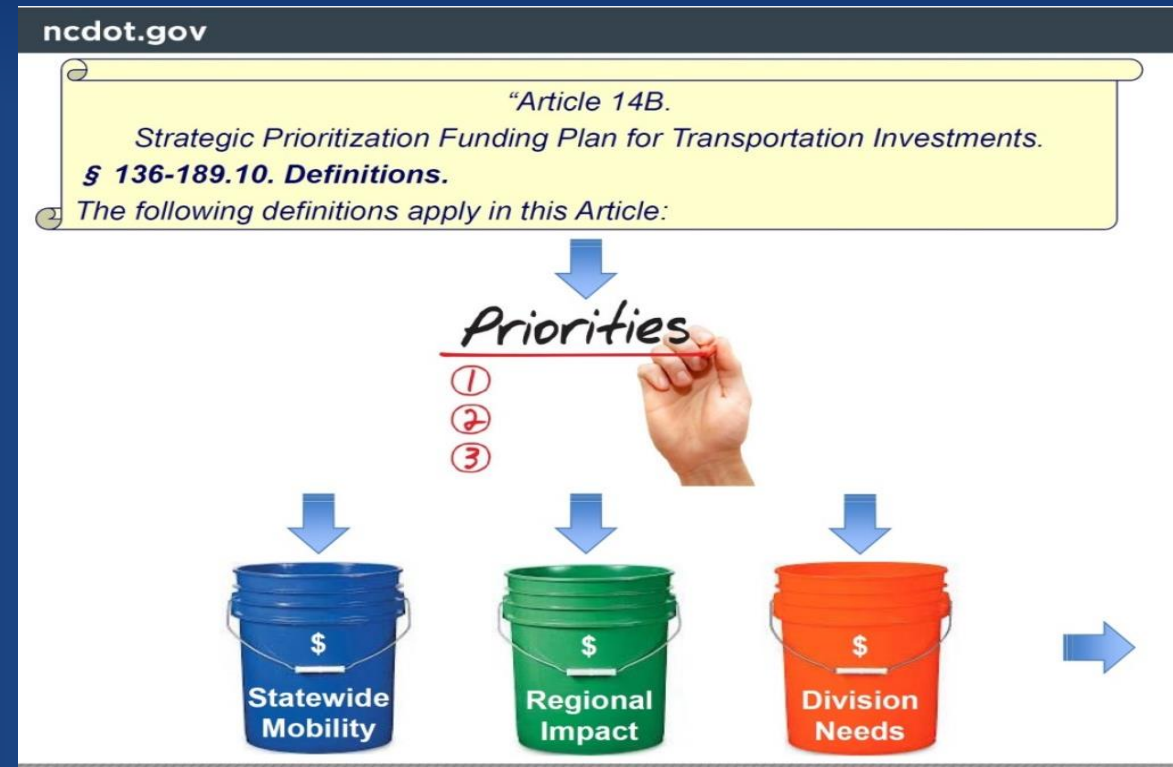 ncdot.gov
“Article 14B.
Strategic Prioritization Funding Plan for Transportation Investments.
§ 136-189.10. Definitions.
The following definitions apply in this Article:
Priorities
1
2
3
$
Statewide
Mobility
$
Regional
Impact
$
Division
Needs